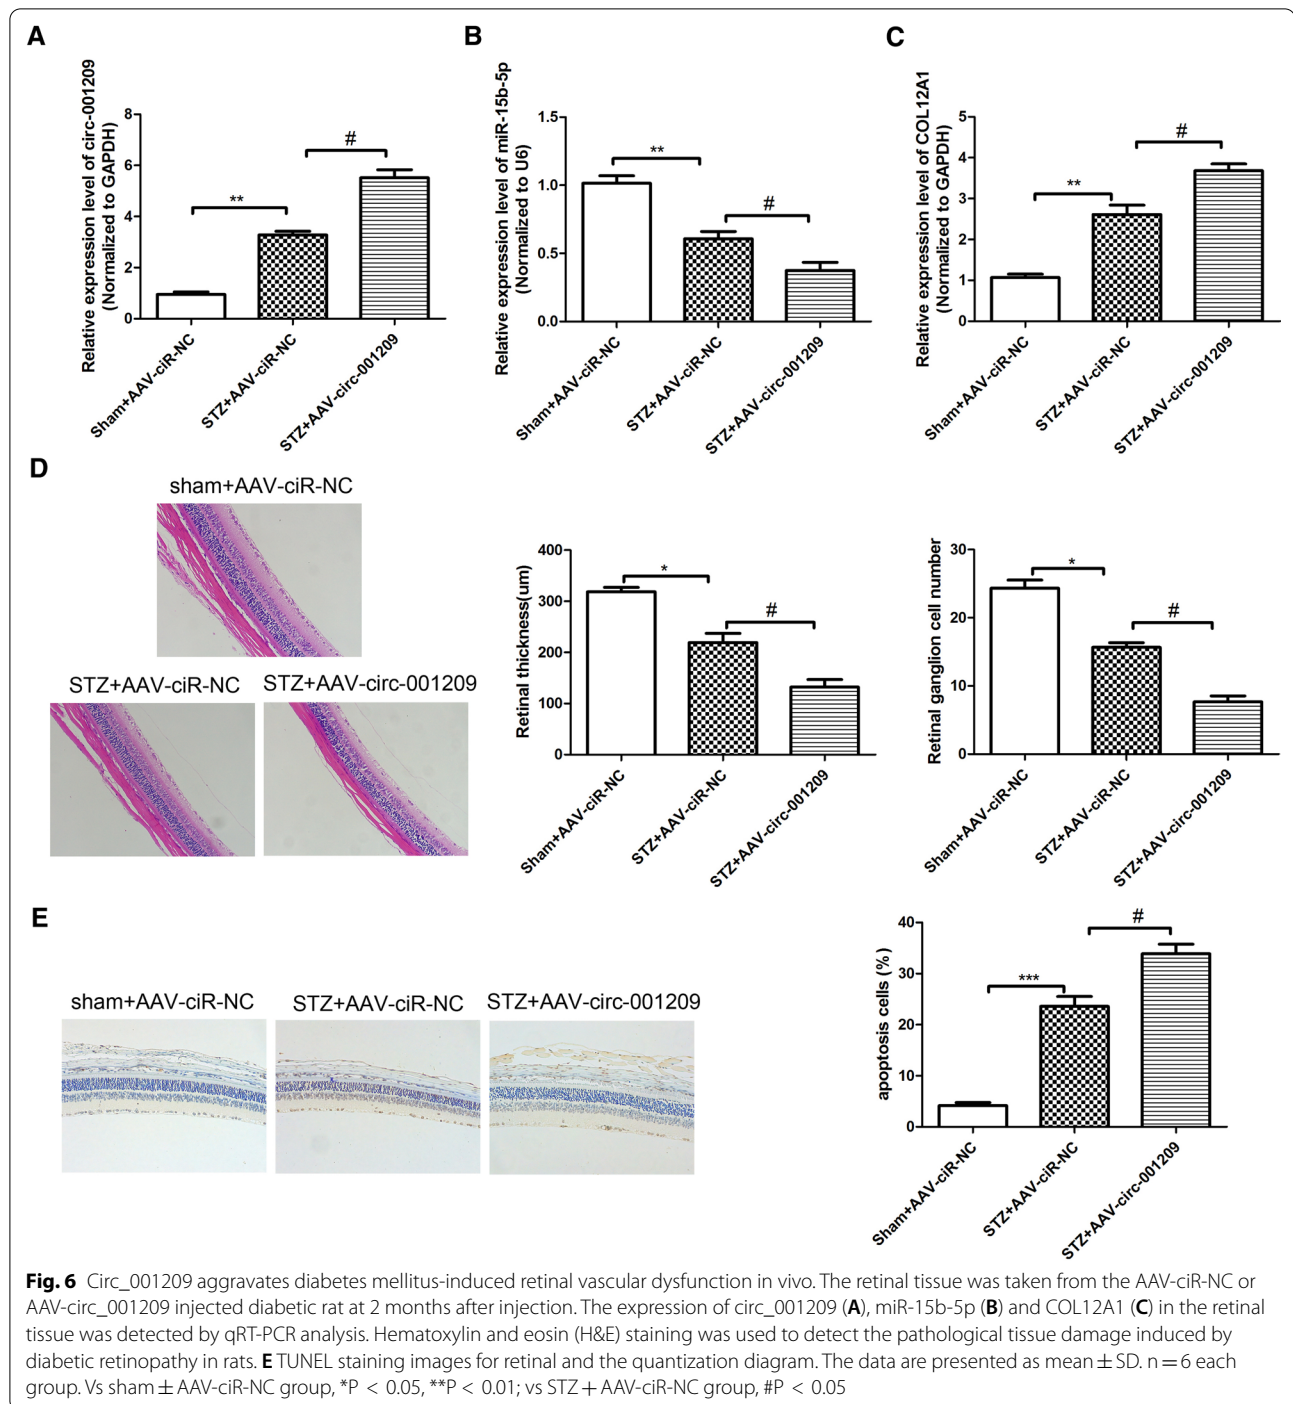 A
Relative expression level of circ-001209
(Normalized to GAPDH)
8
6
4
2
0
**
#
Sham+AAV-ciR-NC
STZ+AAV-ciR-NC
STZ+AAV-circ-001209
B
Relative expression level of miR-15b-5p
(Normalized to U6)
1.5
1.0
0.5
0.0
**
#
Sham+AAV-ciR-NC
STZ+AAV-ciR-NC
STZ+AAV-circ-001209
C
Relative expression level of COL12A1
(Normalized to GAPDH)
5
4
3
2
1
0
**
#
Sham+AAV-ciR-NC
STZ+AAV-ciR-NC
STZ+AAV-circ-001209
D
sham+AAV-ciR-NC
STZ+AAV-ciR-NC
STZ+AAV-circ-001209
Retinal thickness(um)
400
300
200
100
0
*
#
Sham+AAV-ciR-NC
STZ+AAV-ciR-NC
STZ+AAV-circ-001209
Retinal ganglion cell number
30
20
10
0
*
#
Sham+AAV-ciR-NC
STZ+AAV-ciR-NC
STZ+AAV-circ-001209
E
sham+AAV-ciR-NC
STZ+AAV-ciR-NC
STZ+AAV-circ-001209
apoptosis cells (%)
40
30
20
10
0
***
#
Sham+AAV-ciR-NC
STZ+AAV-ciR-NC
STZ+AAV-circ-001209
Fig. 6 Circ_001209 aggravates diabetes mellitus-induced retinal vascular dysfunction in vivo. The retinal tissue was taken from the AAV-ciR-NC or
AAV-circ_001209 injected diabetic rat at 2 months after injection. The expression of circ_001209 (A), miR-15b-5p (B) and COL12A1 (C) in the retinal
tissue was detected by qRT-PCR analysis. Hematoxylin and eosin (H&E) staining was used to detect the pathological tissue damage induced by
diabetic retinopathy in rats. E TUNEL staining images for retinal and the quantization diagram. The data are presented as mean ± SD. n = 6 each
group. Vs sham ± AAV-ciR-NC group, *P < 0.05, **P < 0.01; vs STZ + AAV-ciR-NC group, #P < 0.05